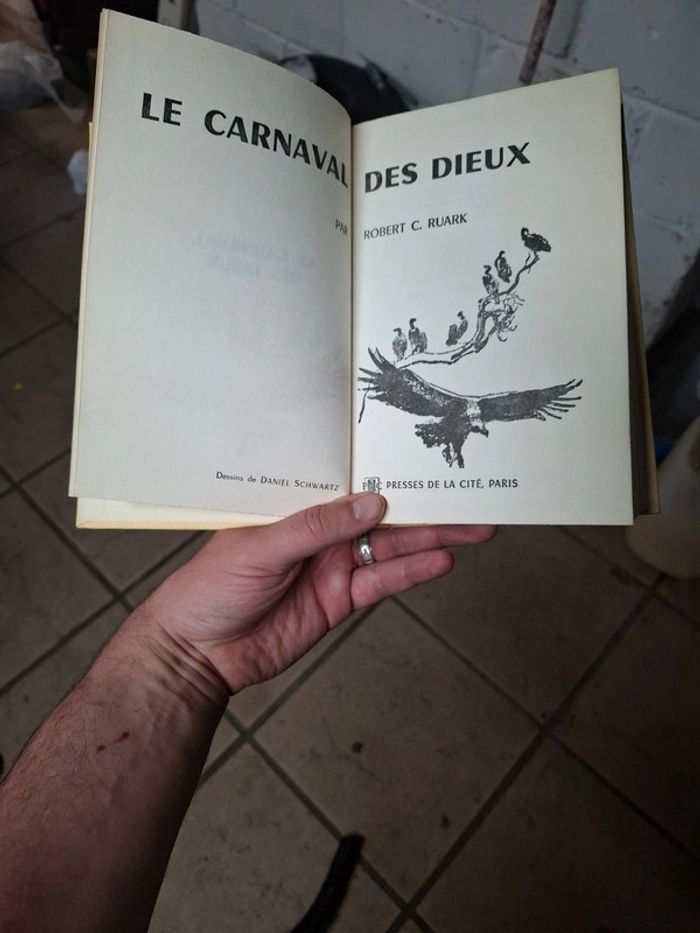 LE CARNAVAL DES DIEUX
PAR ROBERT C. RUARK
Dessins de DANIEL SCHWARTZ
PRESSES DE LA CITÉ, PARIS